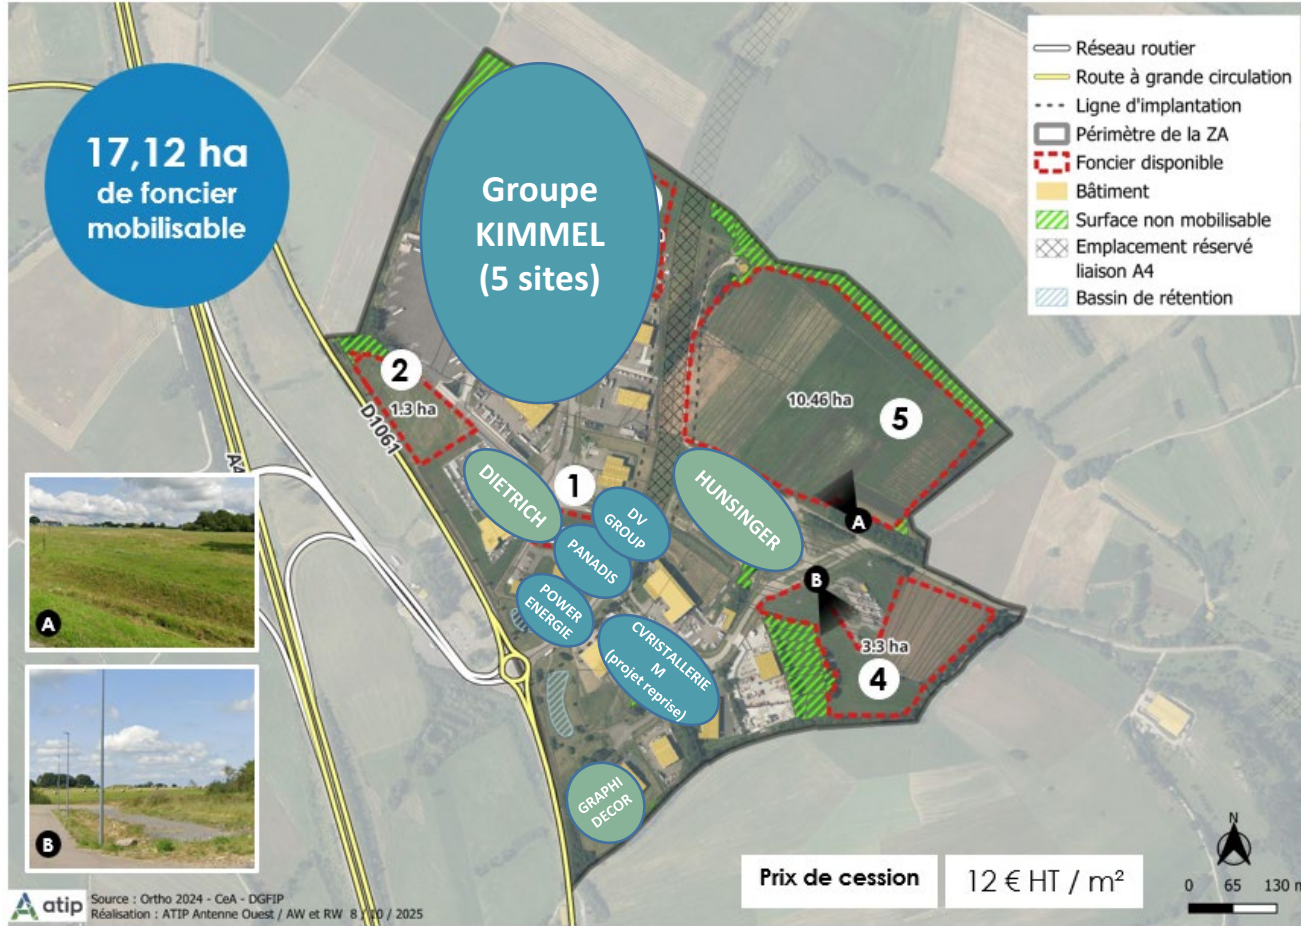 17,12 ha
de foncier
mobilisable
Groupe
KIMMEL
(5 sites)
Réseau routier
Route à grande circulation
Ligne d'implantation
Périmètre de la ZA
Foncier disponible
Bâtiment
Surface non mobilisable
Emplacement réservé
liaison A4
Bassin de rétention
2
1.3 ha
D1061
A4
10.46 ha
5
DIETRICH
1
DV
GROUP
HUNSINGER
PANADIS
A
B
POWER
ENERGIE
CVRISTALLERIE
M
(projet reprise)
3.3 ha
4
GRAPHI
DECOR
A
B
Prix de cession
12 € HT / m²
N
0 65 130 m
atip
Source : Ortho 2024 - CeA - DGFIP
Réalisation : ATIP Antenne Ouest / AW et RW 8 / 10 / 2025